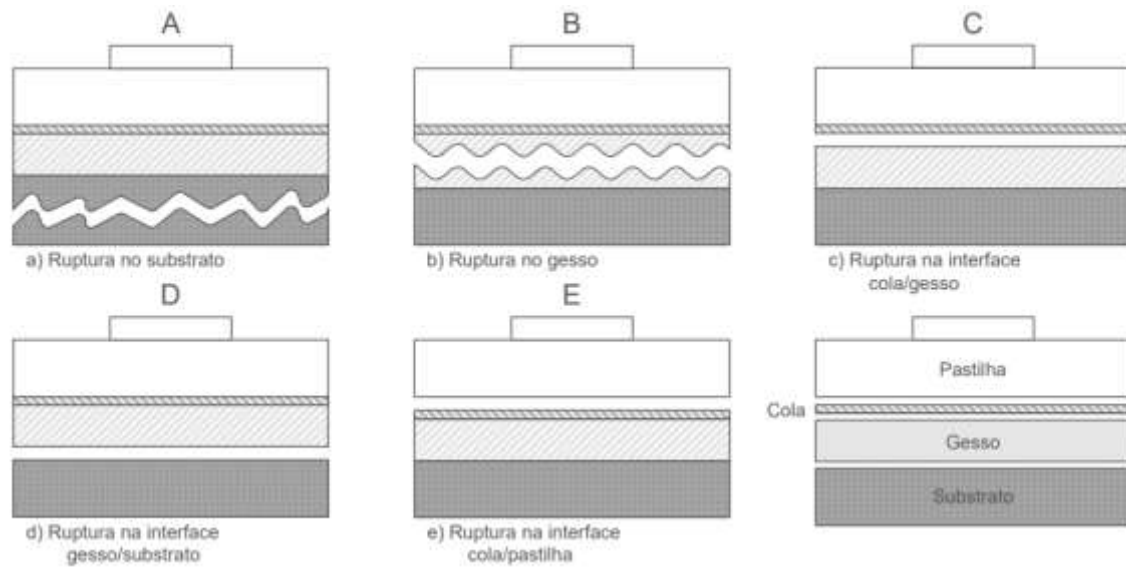 A
B
C
a) Ruptura no substrato
b) Ruptura no gesso
c) Ruptura na interface
cola/gesso
D
E
Pastilha
Cola
Gesso
Substrato
d) Ruptura na interface
gesso/substrato
e) Ruptura na interface
cola/pastilha